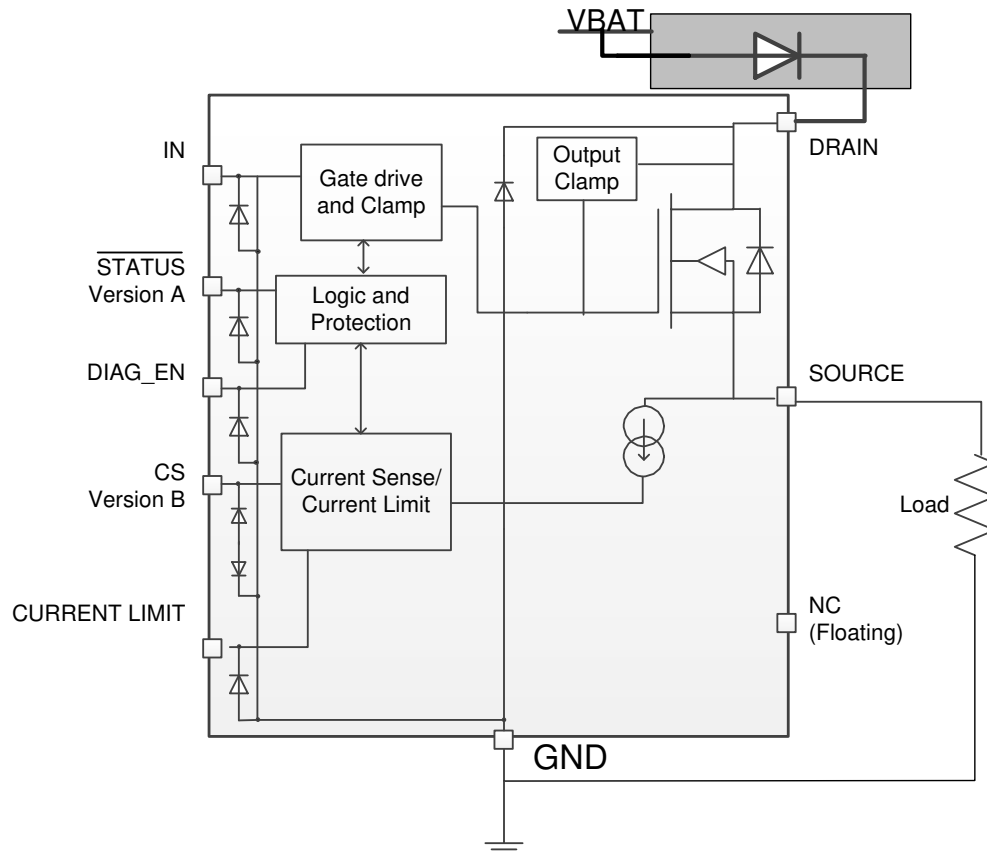 VBAT
IN
DRAIN
Output
Clamp
Gate drive
and Clamp
STATUS
Version A
Logic and
Protection
DIAG_EN
SOURCE
CS
Version B
Current Sense/
Current Limit
Load
CURRENT LIMIT
NC
(Floating)
GND